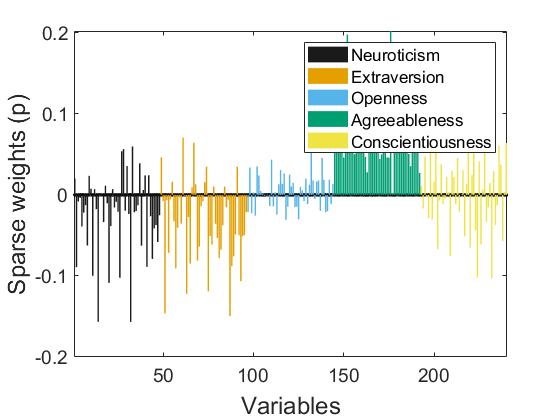 0.2
0.1
0
-0.1
-0.2
Sparse weights (p)
Neuroticism
Extraversion
Openness
Agreeableness
Conscientiousness
50
100
150
200
Variables